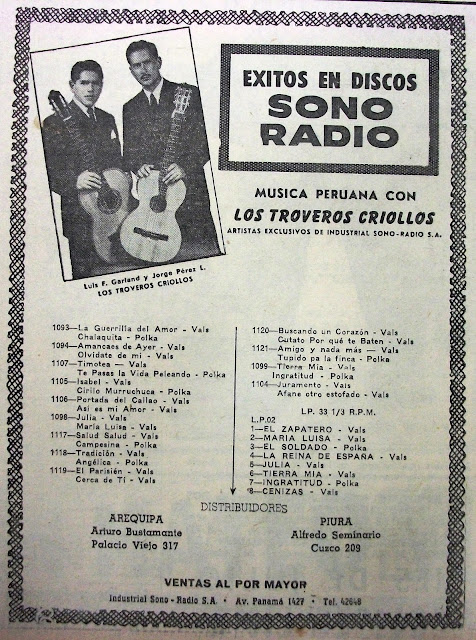 EXITOS EN DISCOS
SONO
RADIO
MUSICA PERUANA CON
LOS TROVEROS CRIOLLOS
ARTISTAS EXCLUSIVOS DE INDUSTRIAL SONO-RADIO S.A.
Luis F. Garland y Jorge Pérez L.
LOS TROVEROS CRIOLLOS
1093—La Guerrilla del Amor - Vals
Chalaquita - Polka
1094—Amancaes de Ayer - Vals
Olvidate de mi - Vals
1107—Timotea — Vals
Te Pasas la Vida Peleando - Polka
1105—Isabel - Vals
Cirilo Murruchuca - Polka
1106—Portada del Callao - Vals
Asi es mi Amor - Vals
1098—Julia - Vals
Maria Luisa - Vals
1117—Salud Salud - Vals
Campesina - Polka
1118—Tradición - Vals
Angélica - Polka
1119—El Parisién - Vals
Cerca de Ti - Vals
1120—Buscando un Corazón - Vals
Cutato Por qué te Baten - Vals
1121—Amigo y nada más — Vals
Tupido pa la finca - Polka
1099—Tierra Mia - Vals
Ingratitud - Polka
1104—Juramento - Vals
Afane otro estofado - Vals
LP. 33 1/3 R.P.M.
L.P.02
1—EL ZAPATERO - Vals
2—MARIA LUISA - Vals
3—EL SOLDADO - Polka
4—LA REINA DE ESPAÑA - Vals
5—JULIA - Vals
6—TIERRA MIA - Vals
7—INGRATITUD - Polka
8—CENIZAS - Vals
DISTRIBUIDORES
AREQUIPA
Arturo Bustamante
Palacio Viejo 317
PIURA
Alfredo Seminario
Cuzco 209
VENTAS AL POR MAYOR
Industrial Sono-Radio S.A. • Av. Panamá 1427 • Tel. 42648